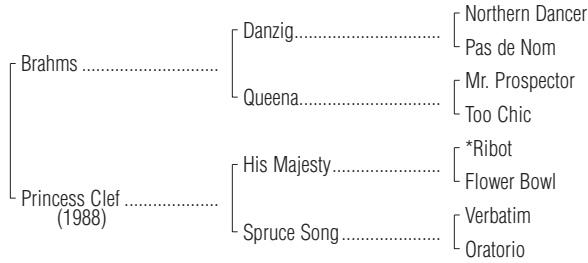 Northern Dancer
Danzig
Pas de Nom
Brahms
Mr. Prospector
Queena
Too Chic
*Ribot
His Majesty
Flower Bowl
Princess Clef
(1988)
Verbatim
Spruce Song
Oratorio